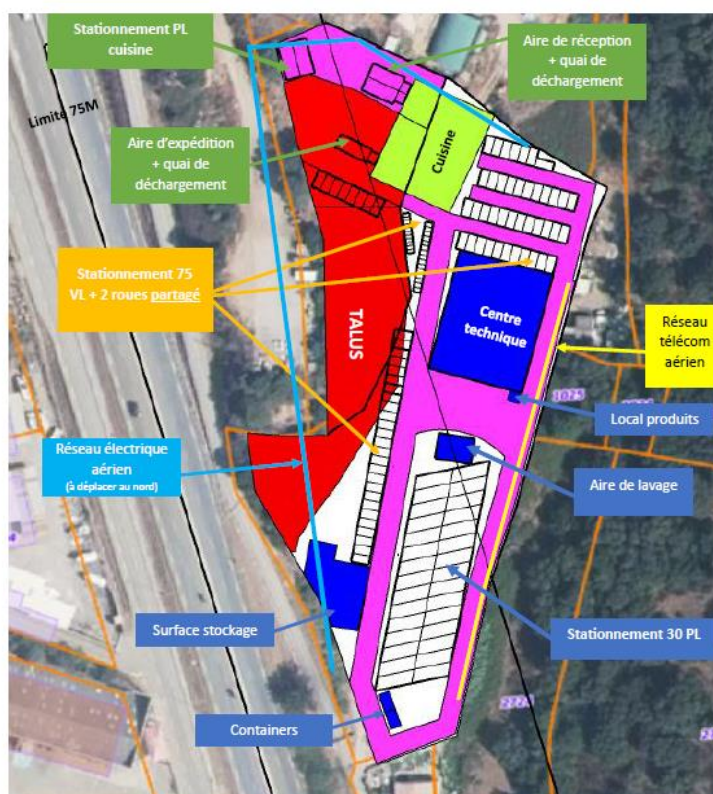 Stationnement PL
cuisine
Aire de réception
+ quai de
déchargement
Limite 75M
Aire d'expédition
+ quai de
déchargement
Cuisine
Stationnement 75
VL + 2 roues partagé
TALUS
Centre
technique
Réseau
télécom
aérien
1025
Local produits
Réseau électrique
aérien
(à déplacer au nord)
Aire de lavage
Surface stockage
Stationnement 30 PL
Containers